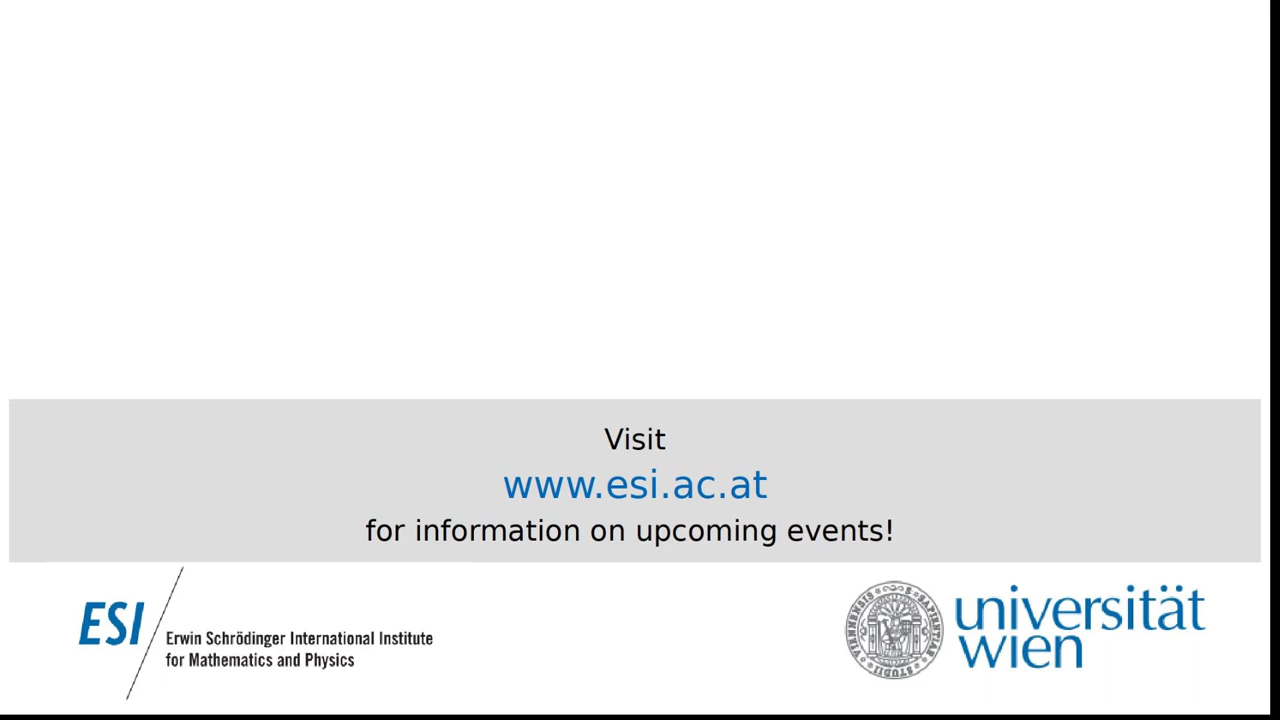 Visit
www.esi.ac.at
for information on upcoming events!
ESI
Erwin Schrödinger International Institute
for Mathematics and Physics
universität
wien